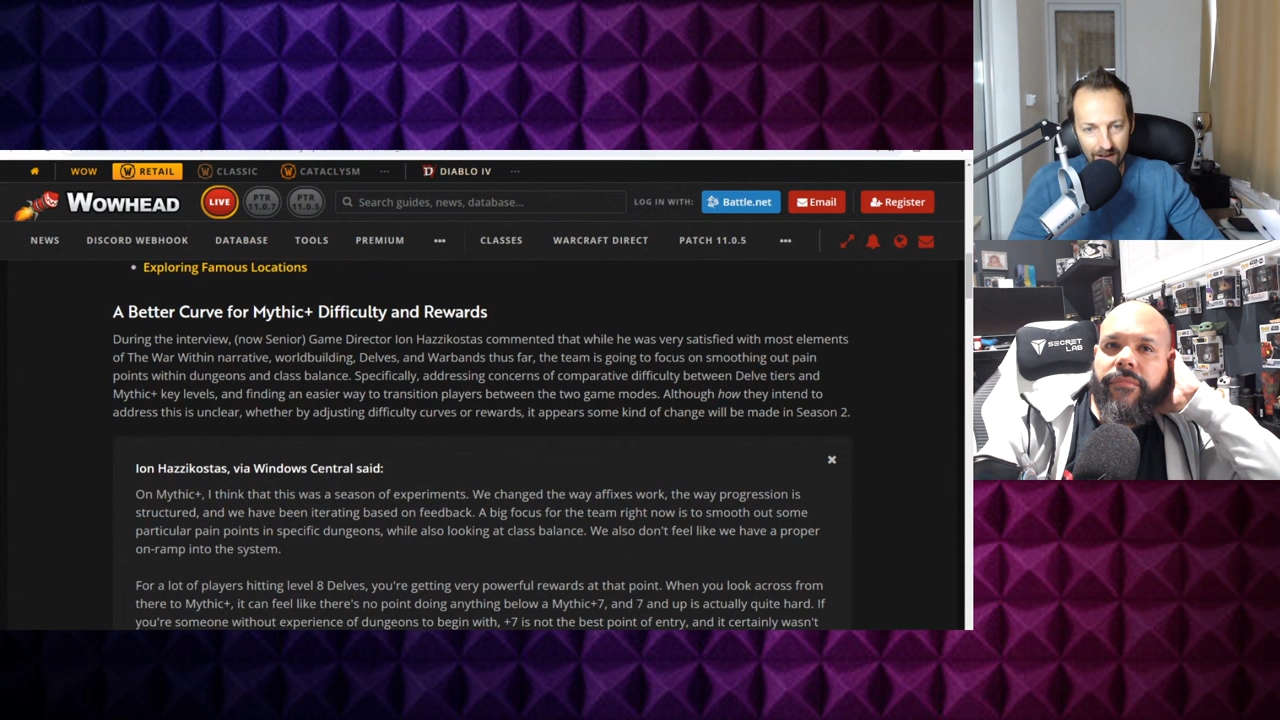 WOW
RETAIL
CLASSIC
CATACLYSM
DIABLO IV
WOWHEAD
LIVE
PTR 11.0.7
PTR 11.0.5
Search guides, news, database...
LOG IN WITH:
Battle.net
Email
Register
NEWS
DISCORD WEBHOOK
DATABASE
TOOLS
PREMIUM
CLASSES
WARCRAFT DIRECT
PATCH 11.0.5
Exploring Famous Locations
A Better Curve for Mythic+ Difficulty and Rewards
During the interview, (now Senior) Game Director Ion Hazzikostas commented that while he was very satisfied with most elements
of The War Within narrative, worldbuilding, Delves, and Warbands thus far, the team is going to focus on smoothing out pain
points within dungeons and class balance. Specifically, addressing concerns of comparative difficulty between Delve tiers and
Mythic+ key levels, and finding an easier way to transition players between the two game modes. Although how they intend to
address this is unclear, whether by adjusting difficulty curves or rewards, it appears some kind of change will be made in Season 2.
Ion Hazzikostas, via Windows Central said:
On Mythic+, I think that this was a season of experiments. We changed the way affixes work, the way progression is
structured, and we have been iterating based on feedback. A big focus for the team right now is to smooth out some
particular pain points in specific dungeons, while also looking at class balance. We also don't feel like we have a proper
on-ramp into the system.
For a lot of players hitting level 8 Delves, you're getting very powerful rewards at that point. When you look across from
there to Mythic+, it can feel like there's no point doing anything below a Mythic+7, and 7 and up is actually quite hard. If
you're someone without experience of dungeons to begin with, +7 is not the best point of entry, and it certainly wasn't
SECRET
LAB